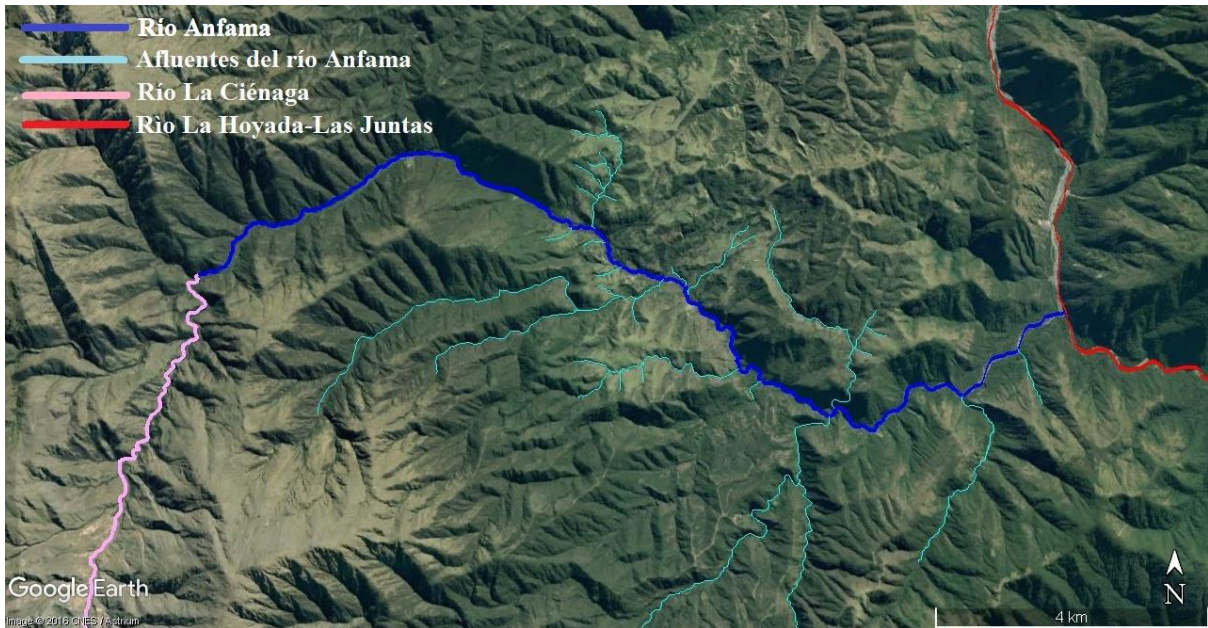 Río Anfama
Afluentes del río Anfama
Río La Ciénaga
Rìo La Hoyada-Las Juntas
Google Earth
Image © 2016 CNES / Astrium
N
4 km